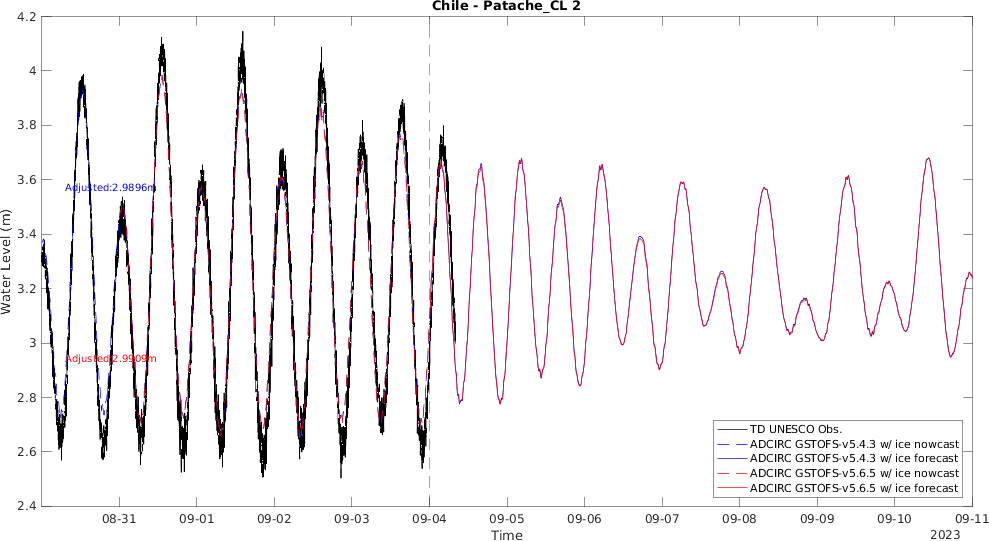 Chile - Patache_CL 2
4.2
4
3.8
3.6
3.4
3.2
3
2.8
2.6
2.4
Water Level (m)
Adjusted:2.9896m
Adjusted:2.9909m
TD UNESCO Obs.
ADCIRC GSTOFS-v5.4.3 w/ ice nowcast
ADCIRC GSTOFS-v5.4.3 w/ ice forecast
ADCIRC GSTOFS-v5.6.5 w/ ice nowcast
ADCIRC GSTOFS-v5.6.5 w/ ice forecast
08-31 09-01 09-02 09-03 09-04 09-05 09-06 09-07 09-08 09-09 09-10 09-11
Time
2023